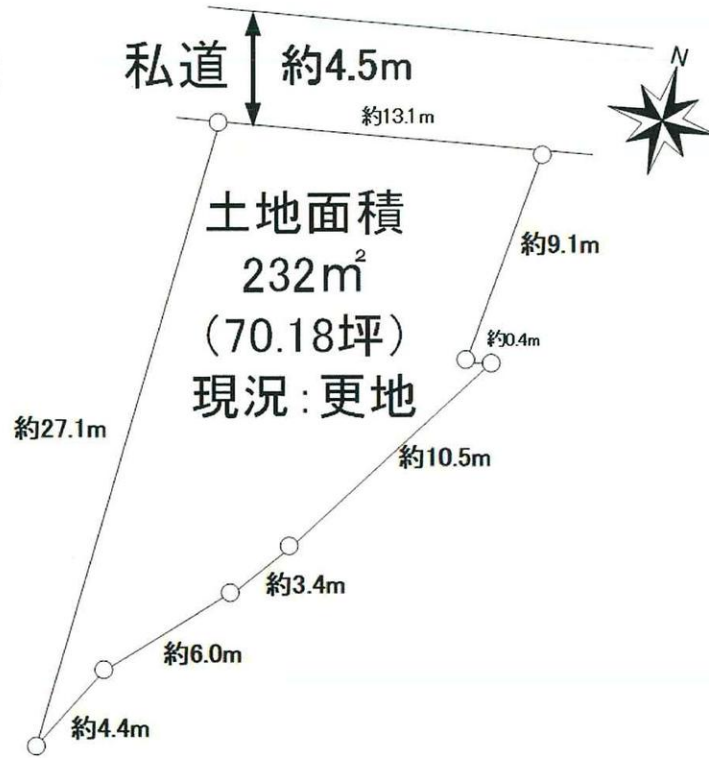 私道 約4.5m
N
約13.1m
土地面積
232㎡
(70.18坪)
現況:更地
約9.1m
約0.4m
約27.1m
約10.5m
約3.4m
約6.0m
約4.4m